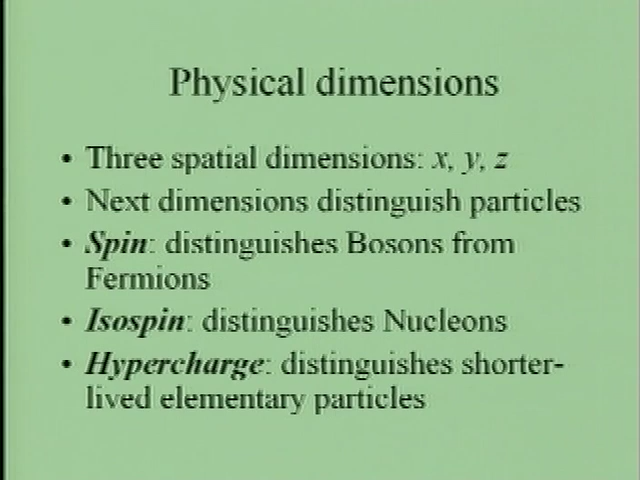 Physical dimensions
• Three spatial dimensions: x, y, z
• Next dimensions distinguish particles
• Spin: distinguishes Bosons from
Fermions
• Isospin: distinguishes Nucleons
• Hypercharge: distinguishes shorter-
lived elementary particles